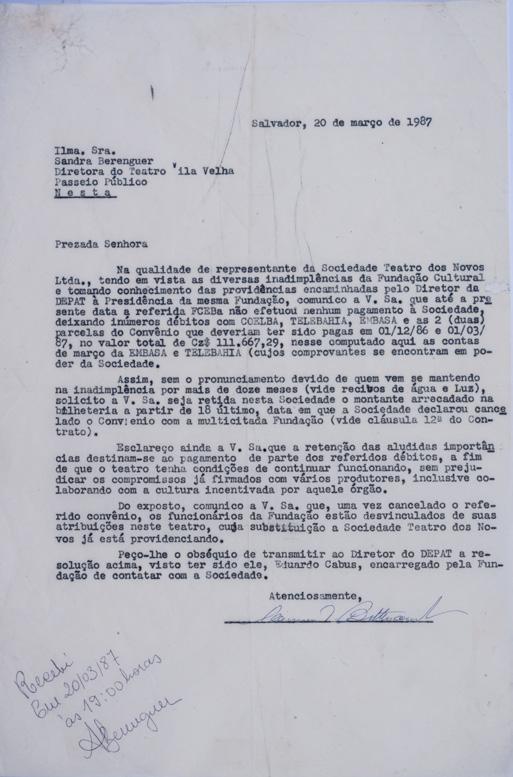 Salvador, 20 de março de 1987
Ilma. Sra.
Sandra Berenguer
Diretora do Teatro Vila Velha
Passeio Público
N e s t a
Prezada Senhora
Na qualidade de representante da Sociedade Teatro dos Novos
Ltda., tendo em vista as diversas inadimplências da Fundação Cultural
e tomando conhecimento das providências encaminhadas pelo Diretor da
DEPAT à Presidência da mesma Fundação, comunico a V. Sa. que até a pre
sente data a referida FCEBa não efetuou nenhum pagamento à Sociedade,
deixando inúmeros débitos com COELBA, TELEBAHIA, EMBASA e as 2 (duas)
parcelas do Convênio que deveriam ter sido pagas em 01/12/86 e 01/03/
87, no valor total de Cz$ 111.667,29, nesse computado aqui as contas
de março da EMBASA e TELEBAHIA (cujos comprovantes se encontram em po-
der da Sociedade.
Assim, sem o pronunciamento devido de quem vem se mantendo
na inadimplência por mais de doze meses (vide recibos de água e Luz),
solicito a V. Sa. seja retida nesta Sociedade o montante arrecadado na
bilheteria a partir de 18 último, data em que a Sociedade declarou cance
lado o Convênio com a multicitada Fundação (vide cláusula 12ª do Con-
trato).
Esclareço ainda a V. Sa.que a retenção das aludidas importân
cias destinam-se ao pagamento de parte dos referidos débitos, a fim
de que o teatro tenha condições de continuar funcionando, sem preju-
dicar os compromissos já firmados com vários produtores, inclusive co-
laborando com a cultura incentivada por aquele órgão.
Do exposto, comunico a V. Sa. que, uma vez cancelado o refe-
rido convênio, os funcionários da Fundação estão desvinculados de suas
atribuições neste teatro, cuja substituição a Sociedade Teatro dos No-
vos já está providenciando.
Peço-lhe o obséquio de transmitir ao Diretor do DEPAT a re-
solução acima, visto ter sido ele, Eduardo Cabus, encarregado pela Fun-
dação de contatar com a Sociedade.
Atenciosamente,
Recebi
Em 20/03/87
às 19:00 horas
ABerenguer